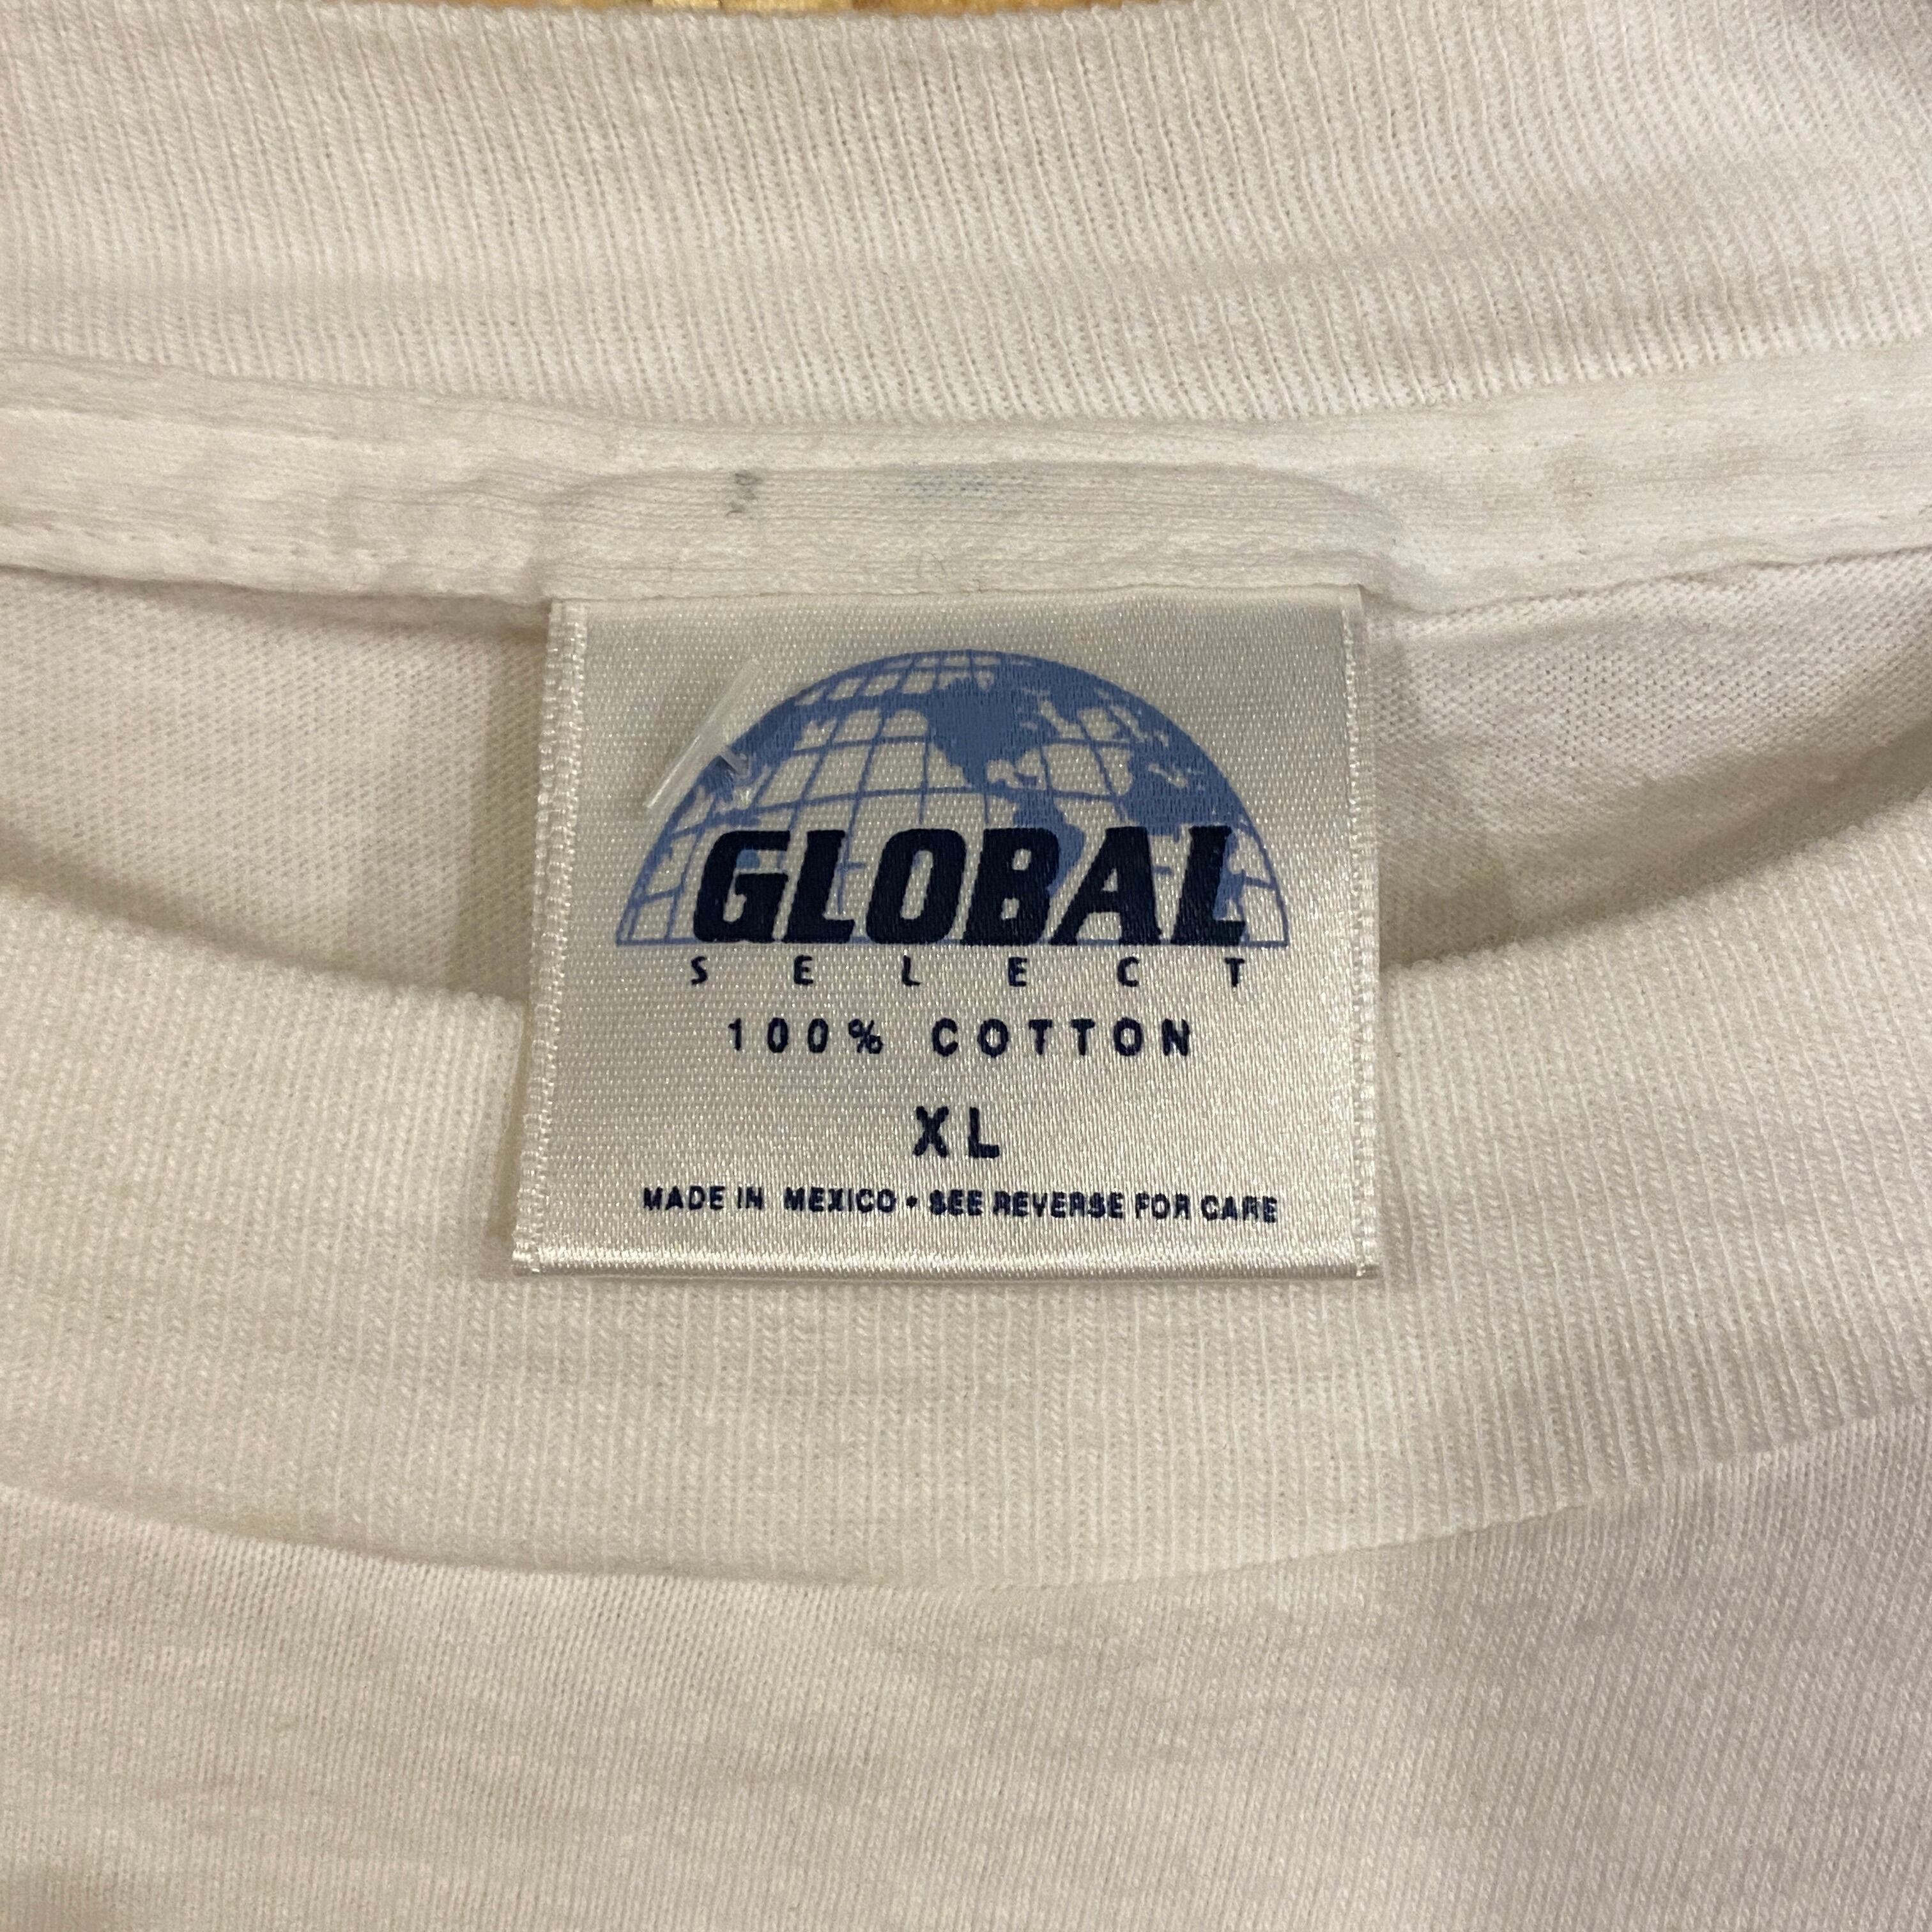 GLOBAL
SELECT
100% COTTON
XL
MADE IN MEXICO • SEE REVERSE FOR CARE